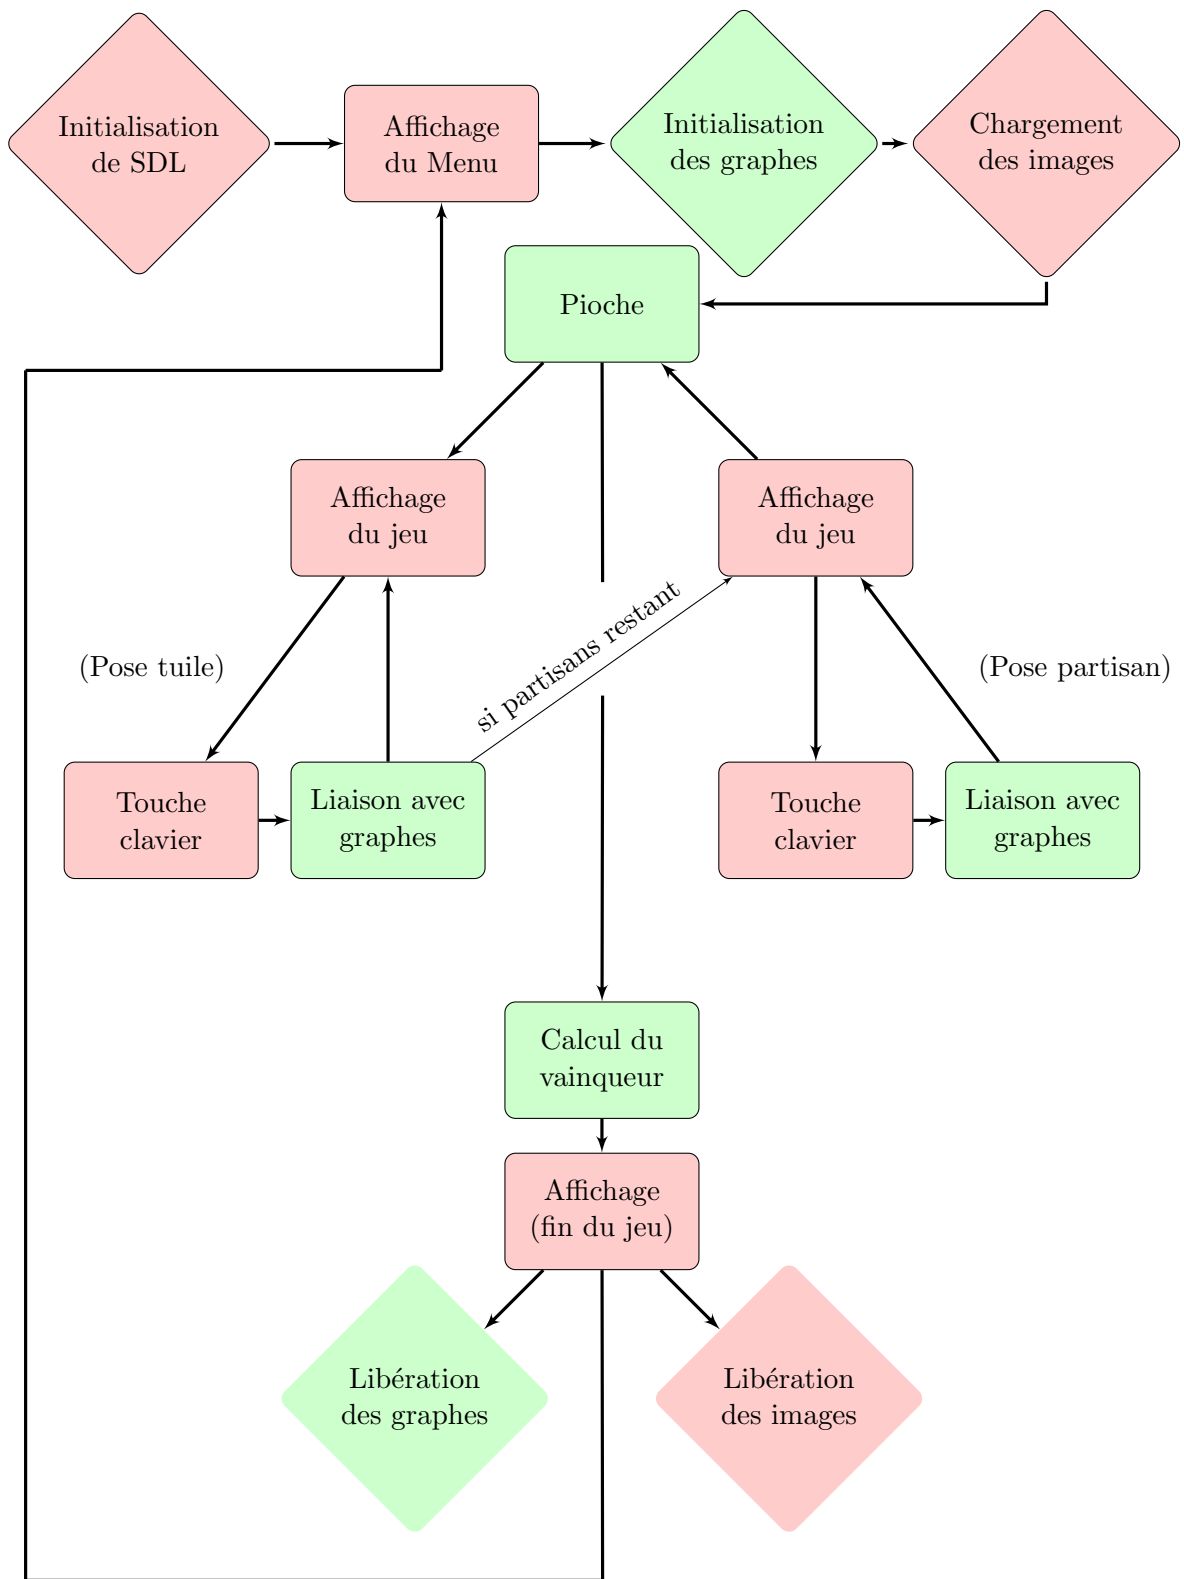 Initialisation
de SDL
Affichage
du Menu
Initialisation
des graphes
Chargement
des images
Pioche
Affichage
du jeu
Affichage
du jeu
si partisans restant
(Pose tuile)
(Pose partisan)
Touche
clavier
Liaison avec
graphes
Touche
clavier
Liaison avec
graphes
Calcul du
vainqueur
Affichage
(fin du jeu)
Libération
des graphes
Libération
des images